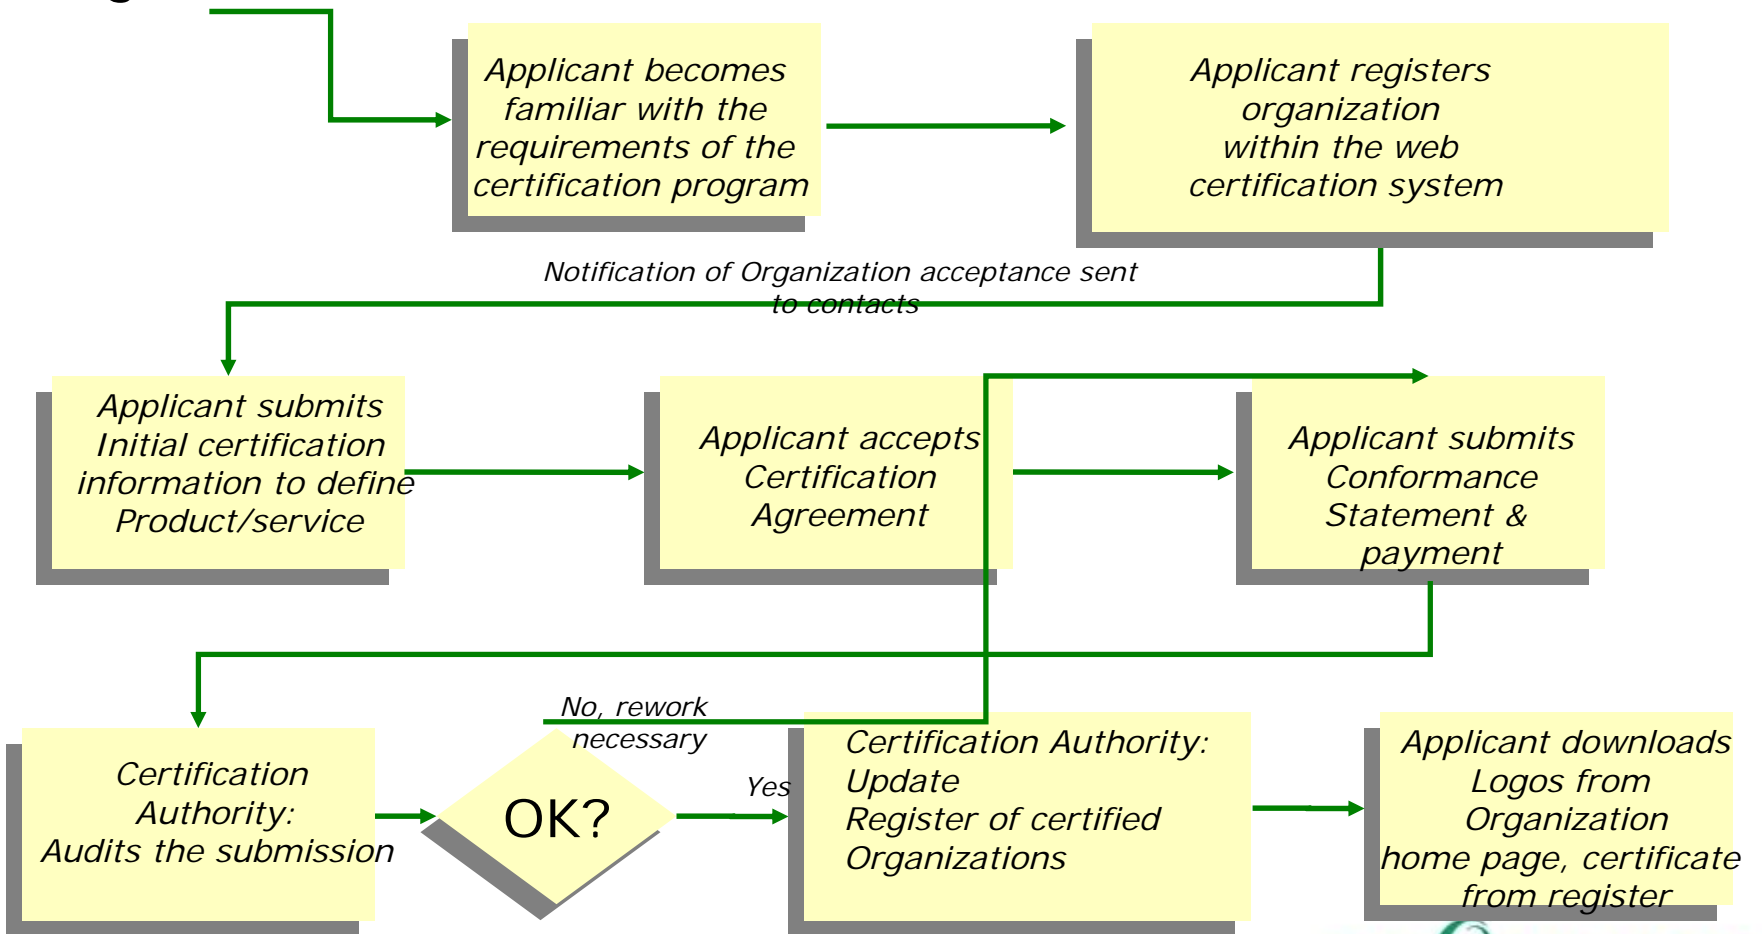 Applicant becomes
familiar with the
requirements of the
certification program
Applicant registers
organization
within the web
certification system
Notification of Organization acceptance sent
to contacts
Applicant submits
Initial certification
information to define
Product/service
Applicant accepts
Certification
Agreement
Applicant submits
Conformance
Statement &
payment
Certification
Authority:
Audits the submission
OK?
No, rework
necessary
Yes
Certification Authority:
Update
Register of certified
Organizations
Applicant downloads
Logos from
Organization
home page, certificate
from register